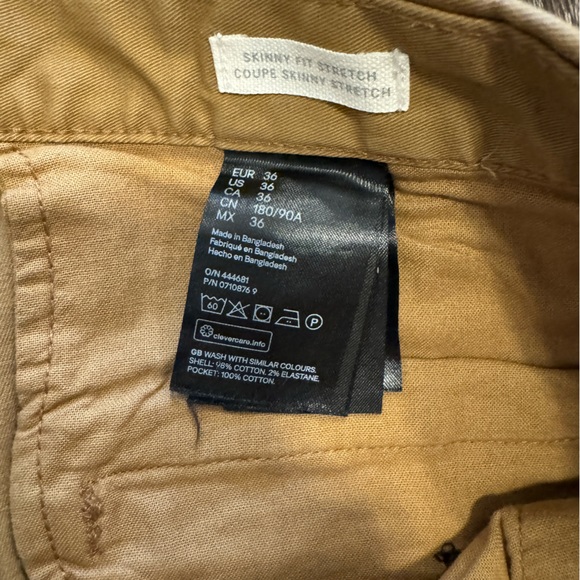 SKINNY FIT STRETCH
COUPE SKINNY STRETCH
EUR 36
US 36
CA 36
CN 180/90A
MX 36
Made in Bangladesh
Fabriqué en Bangladesh
Hecho en Bangladesh
O/N 444681
P/N 0710876 9
60
P
clevercare.info
GB WASH WITH SIMILAR COLOURS.
SHELL: 98% COTTON. 2% ELASTANE.
POCKET: 100% COTTON.